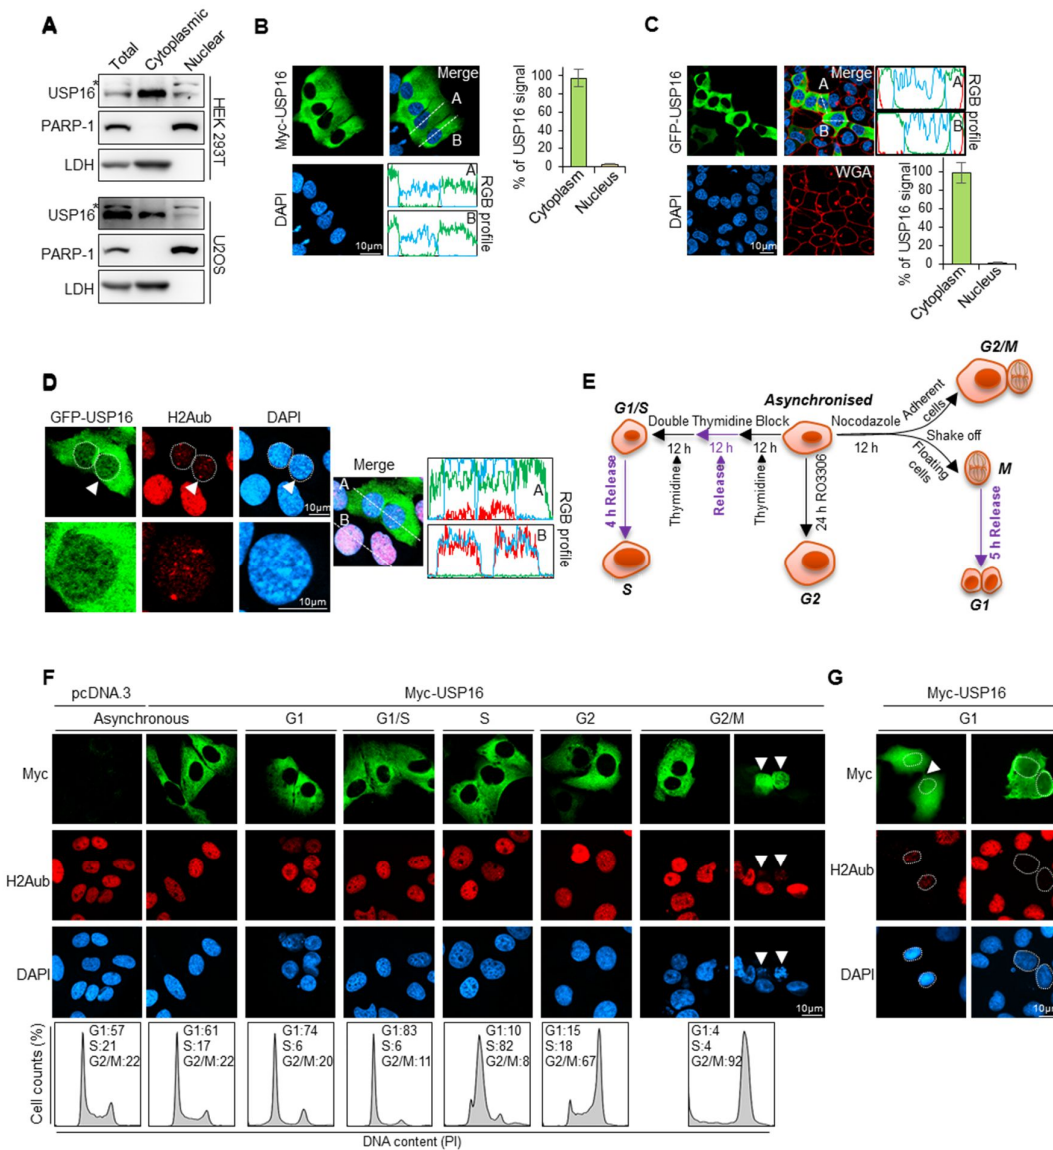 A
Total
Cytoplasmic
Nuclear
*
USP16
PARP-1
LDH
HEK 293T
*
USP16
PARP-1
LDH
U2OS
B
Myc-USP16
Merge
A
B
DAPI
10µm
A
B
RGB profile
% of USP16 signal
100
80
60
40
20
0
Cytoplasm
Nucleus
C
GFP-USP16
Merge
A
B
A
B
RGB profile
DAPI
10µm
WGA
% of USP16 signal
100
80
60
40
20
0
Cytoplasm
Nucleus
D
GFP-USP16
H2Aub
DAPI
10µm
10µm
Merge
A
B
A
B
RGB profile
E
G2/M
G1/S
Asynchronised
Double Thymidine Block
12 h
12 h
12 h
Thymidine
Release
Thymidine
4 h Release
S
24 h RO3306
G2
Nocodazole
12 h
Adherent cells
Shake off
Floating cells
M
5 h Release
G1
F
pcDNA.3
Myc-USP16
Asynchronous
G1
G1/S
S
G2
G2/M
Myc
H2Aub
DAPI
10µm
Cell counts (%)
G1:57
S:21
G2/M:22
G1:61
S:17
G2/M:22
G1:74
S:6
G2/M:20
G1:83
S:6
G2/M:11
G1:10
S:82
G2/M:8
G1:15
S:18
G2/M:67
G1:4
S:4
G2/M:92
DNA content (PI)
G
Myc-USP16
G1
Myc
H2Aub
DAPI
10µm